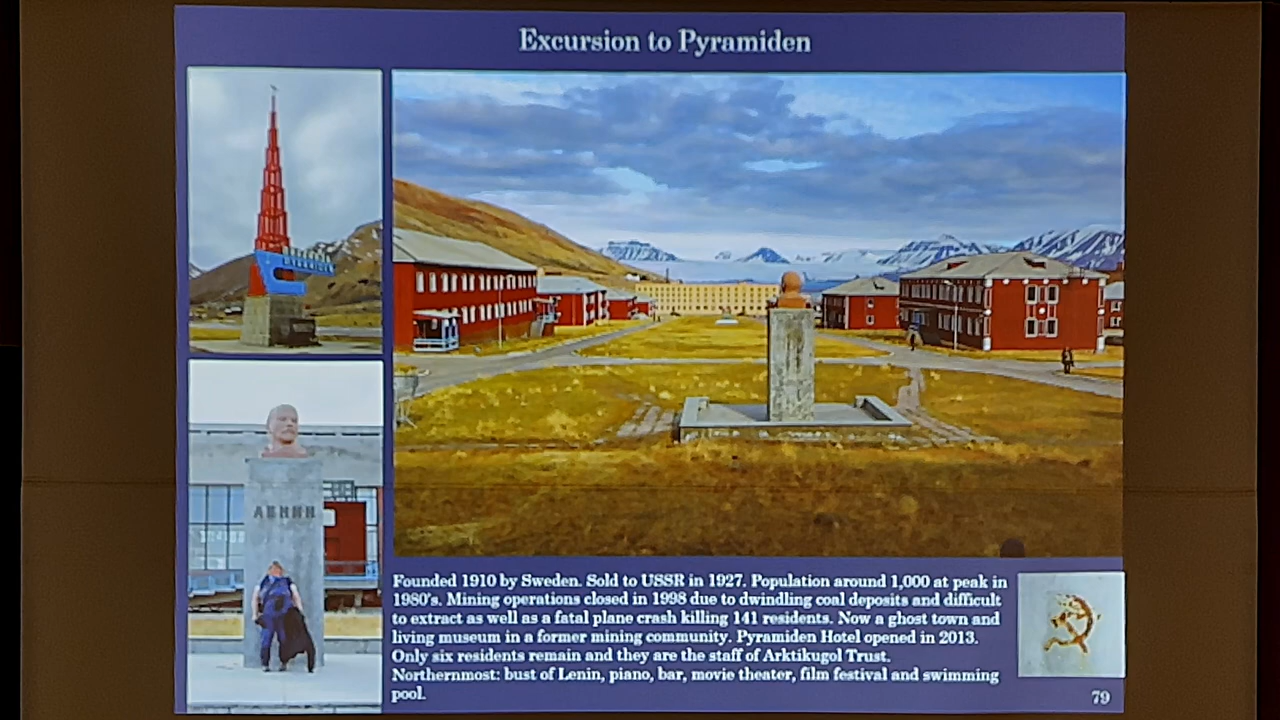 Excursion to Pyramiden
ЛЕНИН
Founded 1910 by Sweden. Sold to USSR in 1927. Population around 1,000 at peak in
1980's. Mining operations closed in 1998 due to dwindling coal deposits and difficult
to extract as well as a fatal plane crash killing 141 residents. Now a ghost town and
living museum in a former mining community. Pyramiden Hotel opened in 2013.
Only six residents remain and they are the staff of Arktikugol Trust.
Northernmost: bust of Lenin, piano, bar, movie theater, film festival and swimming
pool.
79